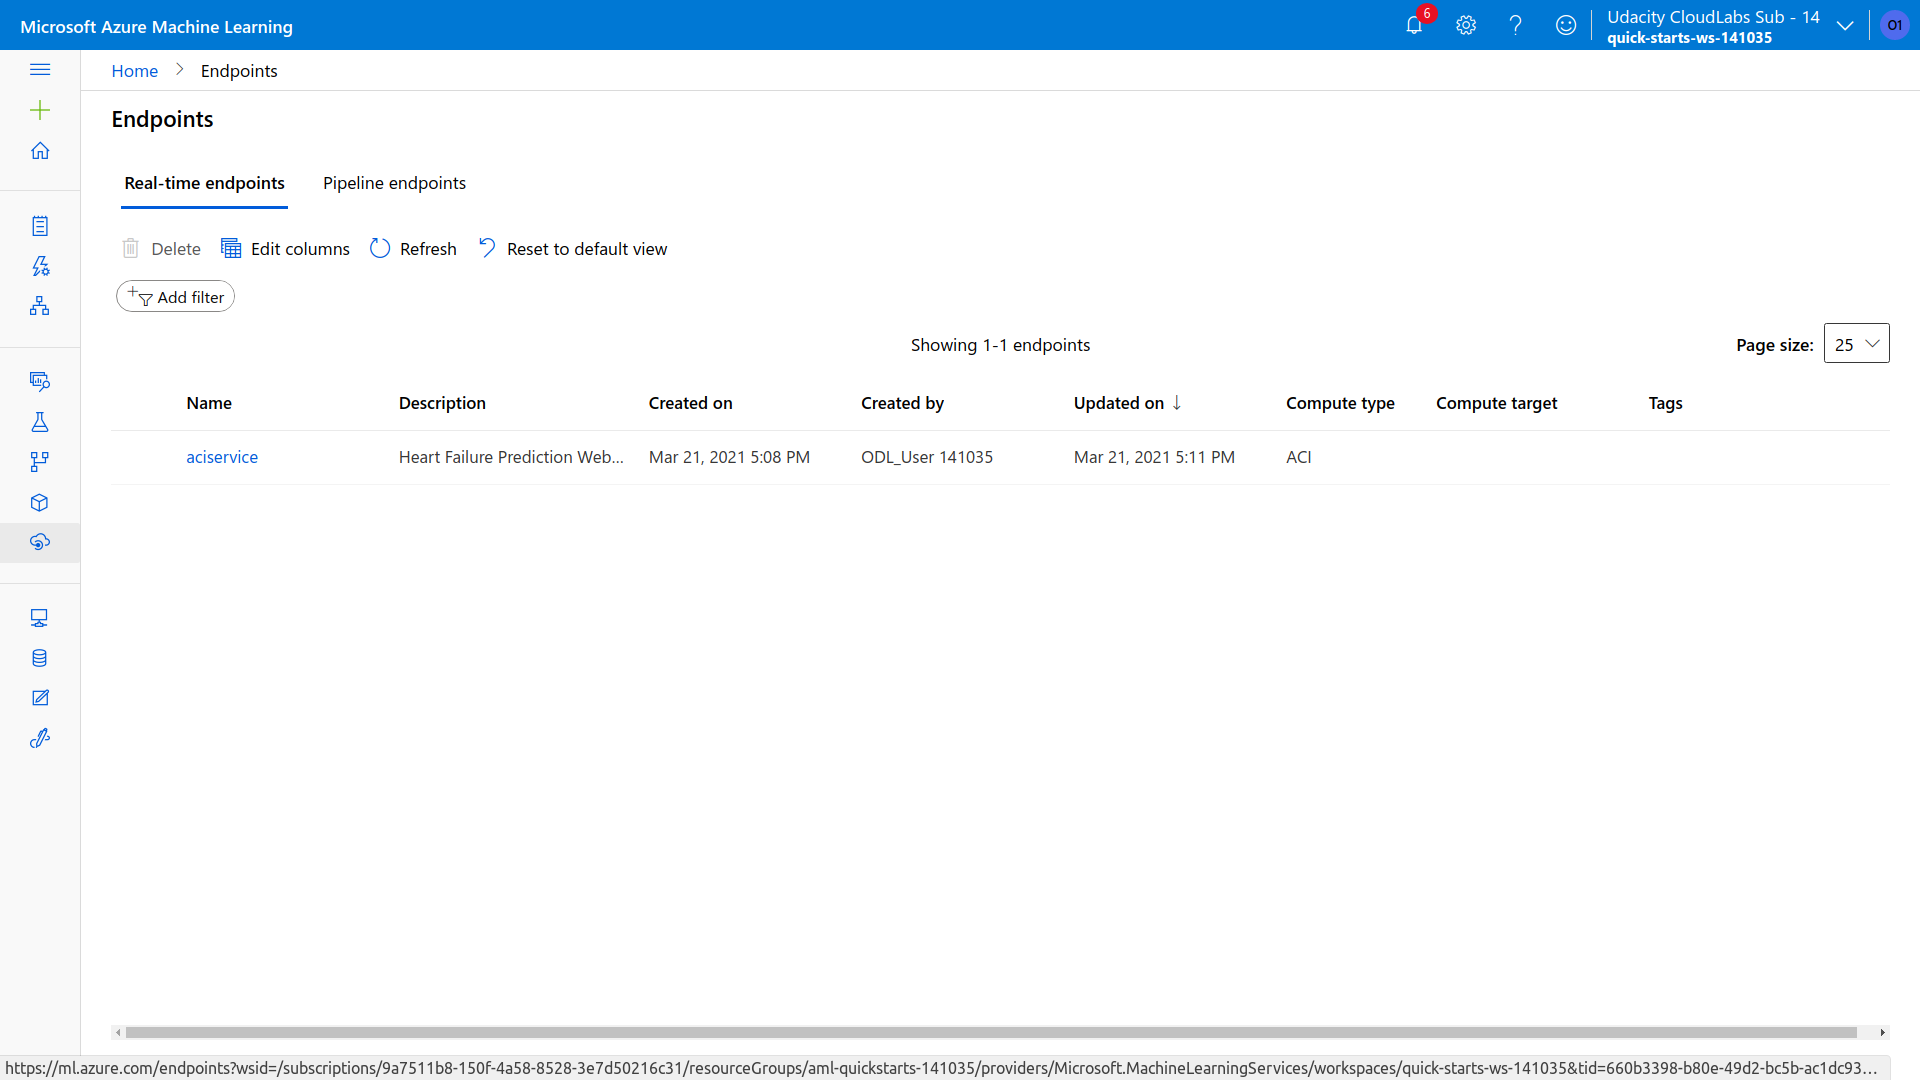 Microsoft Azure Machine Learning
6
Udacity CloudLabs Sub - 14
quick-starts-ws-141035
O1
Home > Endpoints
Endpoints
Real-time endpoints Pipeline endpoints
Delete Edit columns Refresh Reset to default view
Add filter
Showing 1-1 endpoints Page size: 25
Name Description Created on Created by Updated on ↓ Compute type Compute target Tags
aciservice Heart Failure Prediction Web... Mar 21, 2021 5:08 PM ODL_User 141035 Mar 21, 2021 5:11 PM ACI
https://ml.azure.com/endpoints?wsid=/subscriptions/9a7511b8-150f-4a58-8528-3e7d50216c31/resourceGroups/aml-quickstarts-141035/providers/Microsoft.MachineLearningServices/workspaces/quick-starts-ws-141035&tid=660b3398-b80e-49d2-bc5b-ac1dc93...